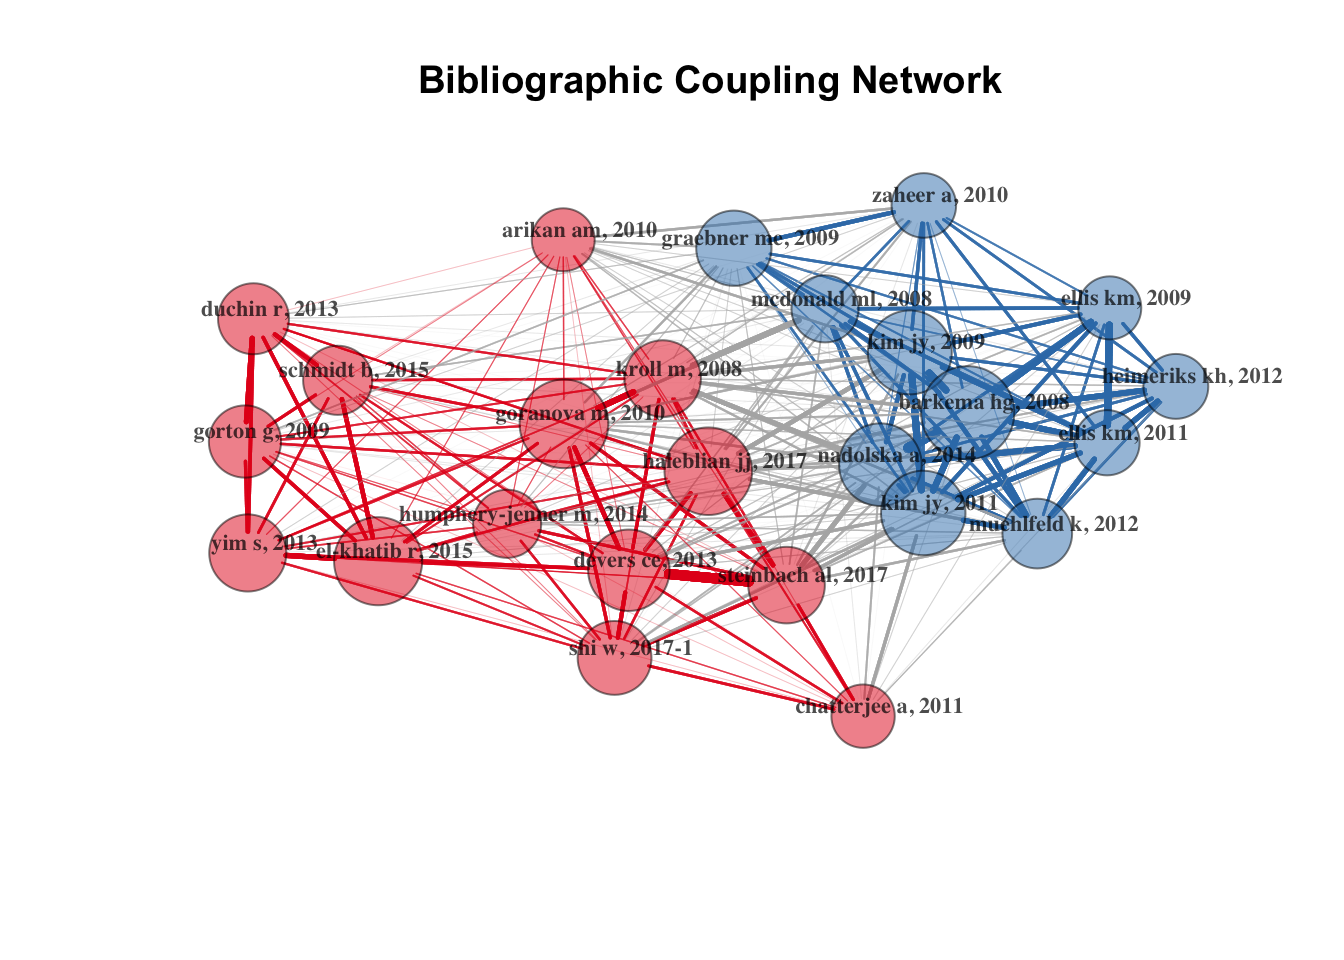 Bibliographic Coupling Network
zaheer a, 2010
arikan am, 2010
graebner me, 2009
mcdonald ml, 2008
ellis km, 2009
duchin r, 2013
kim jy, 2009
schmidt b, 2015
kroll m, 2008
heimeriks kh, 2012
barkema hg, 2008
goranova m, 2010
gorton g, 2009
ellis km, 2011
haleblian jj, 2017
nadolska a, 2014
kim jy, 2011
humphery-jenner m, 2014
muehlfeld k, 2012
yim s, 2013
el-khatib r, 2015
devers ce, 2013
steinbach al, 2017
shi w, 2017-1
chatterjee a, 2011